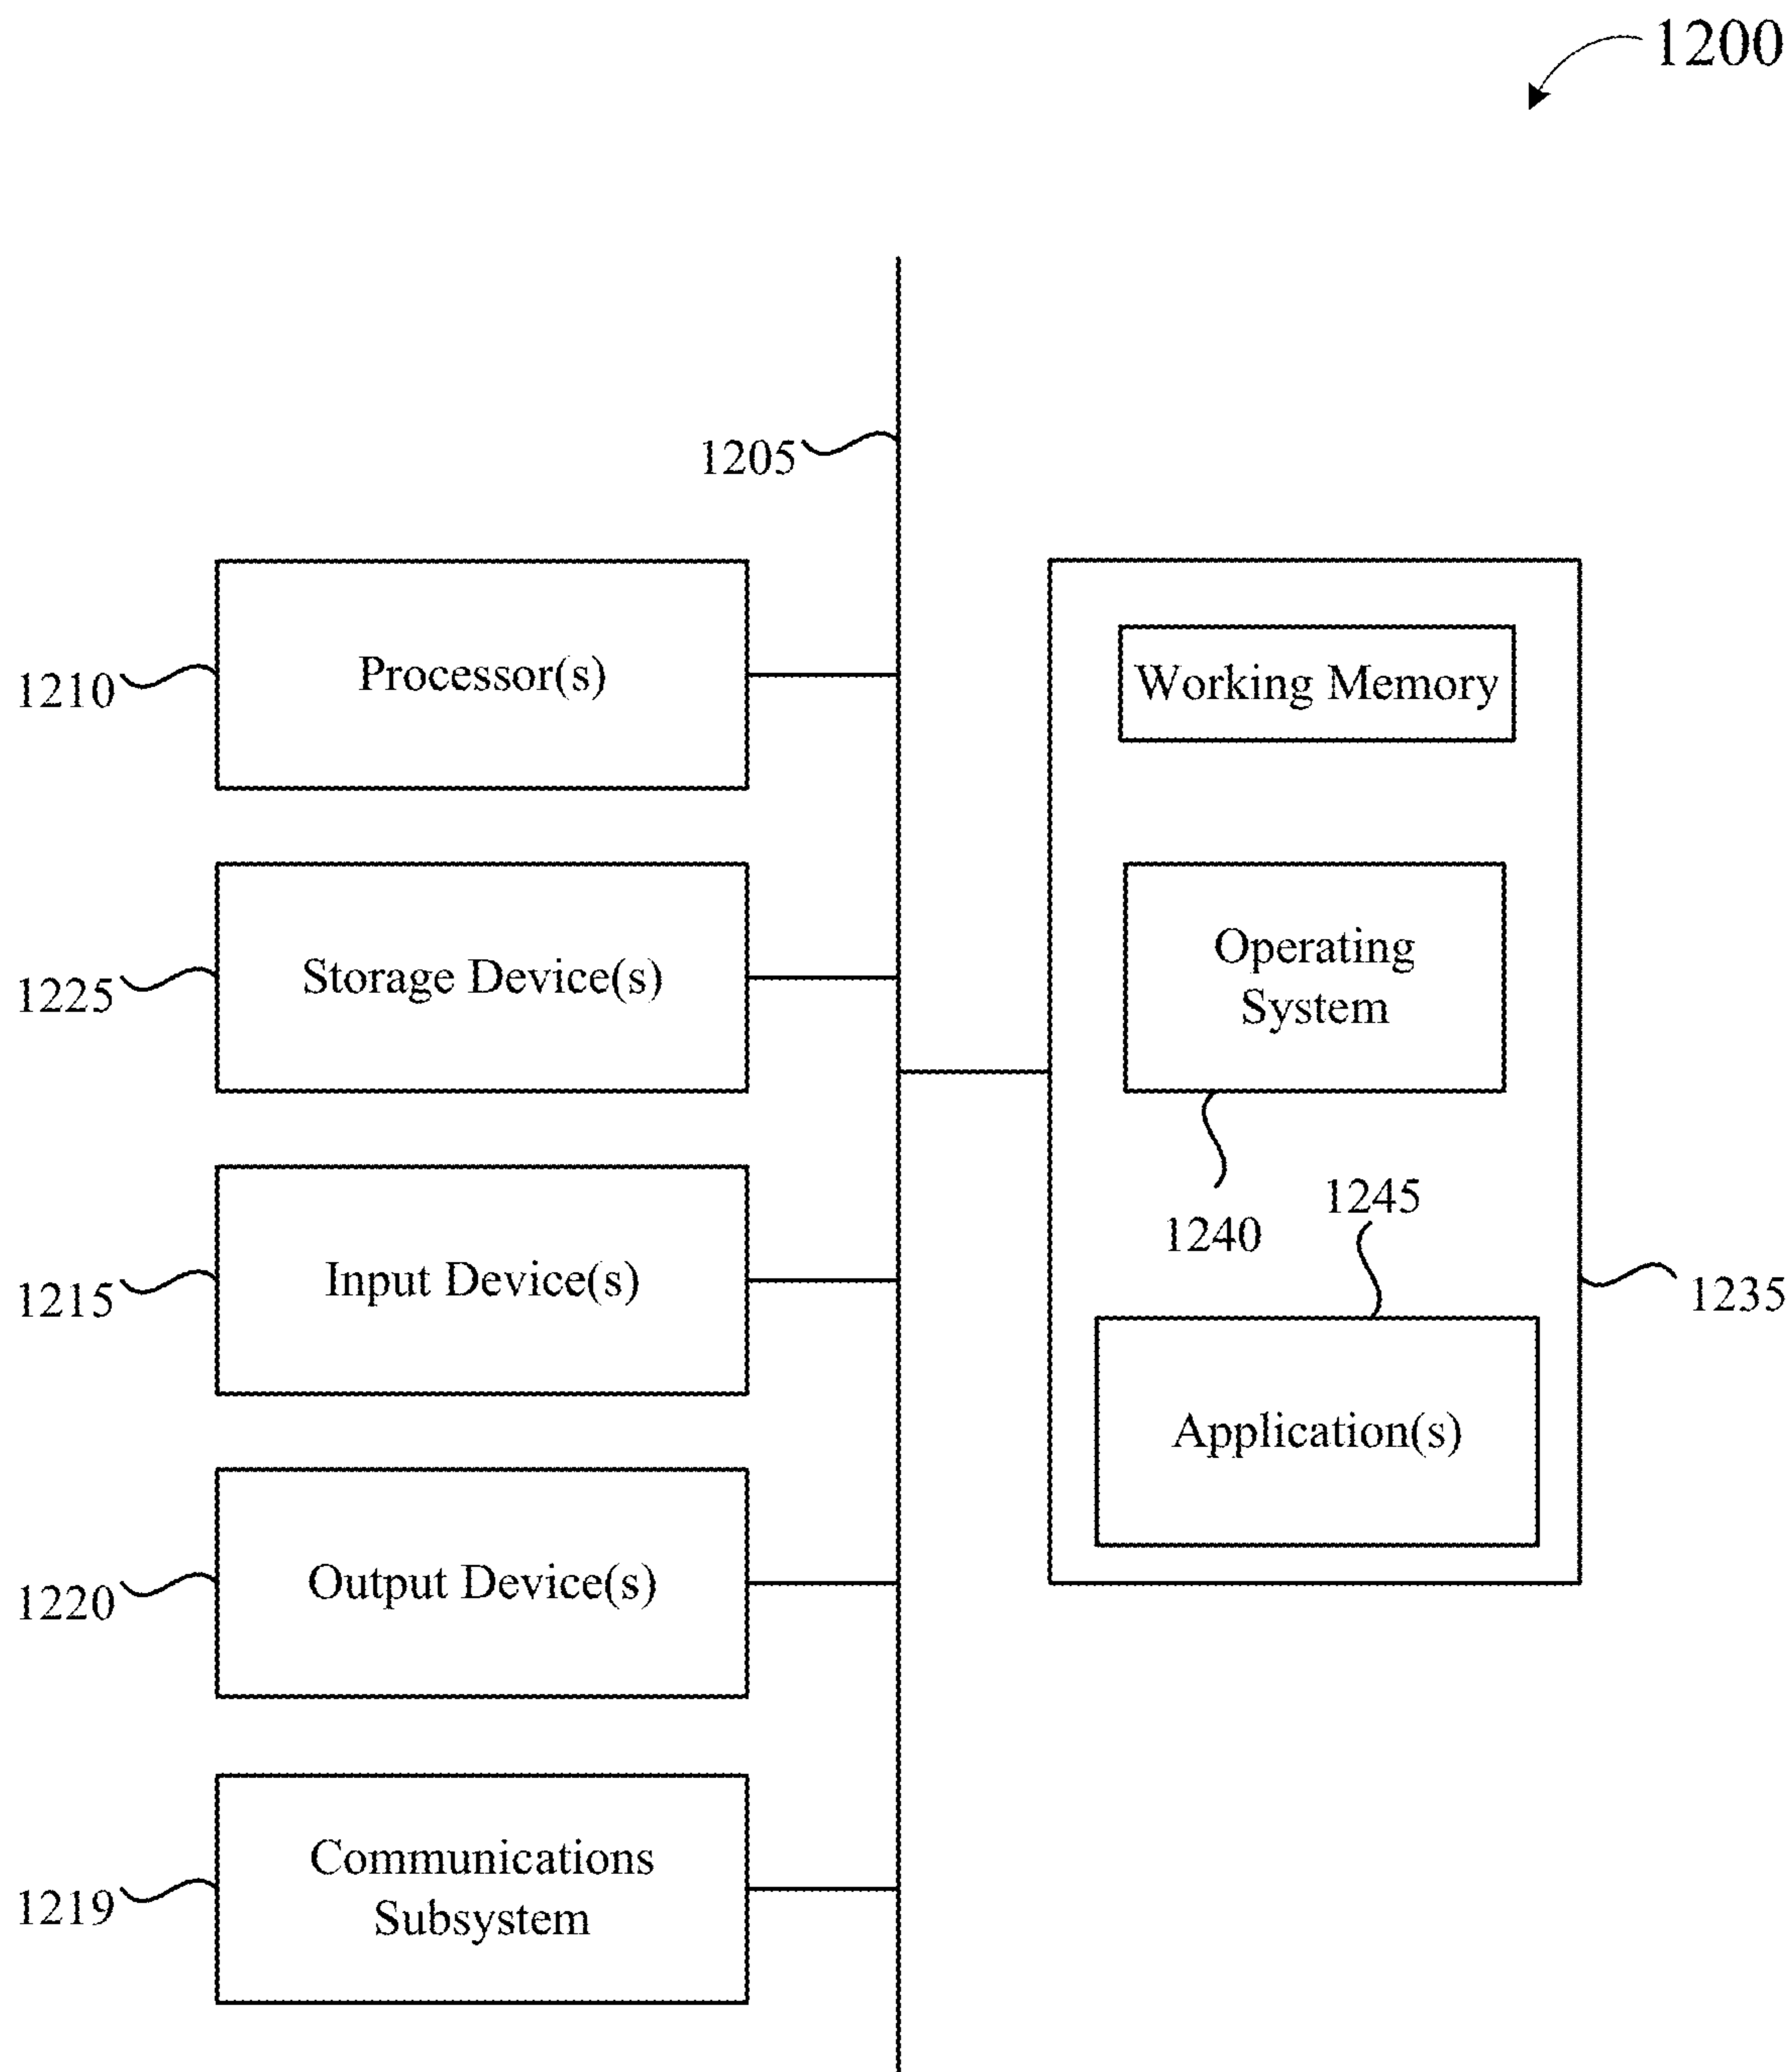 1200
1205
1210
Processor(s)
1225
Storage Device(s)
1215
Input Device(s)
1220
Output Device(s)
1219
Communications
Subsystem
Working Memory
Operating
System
1240
1245
Application(s)
1235